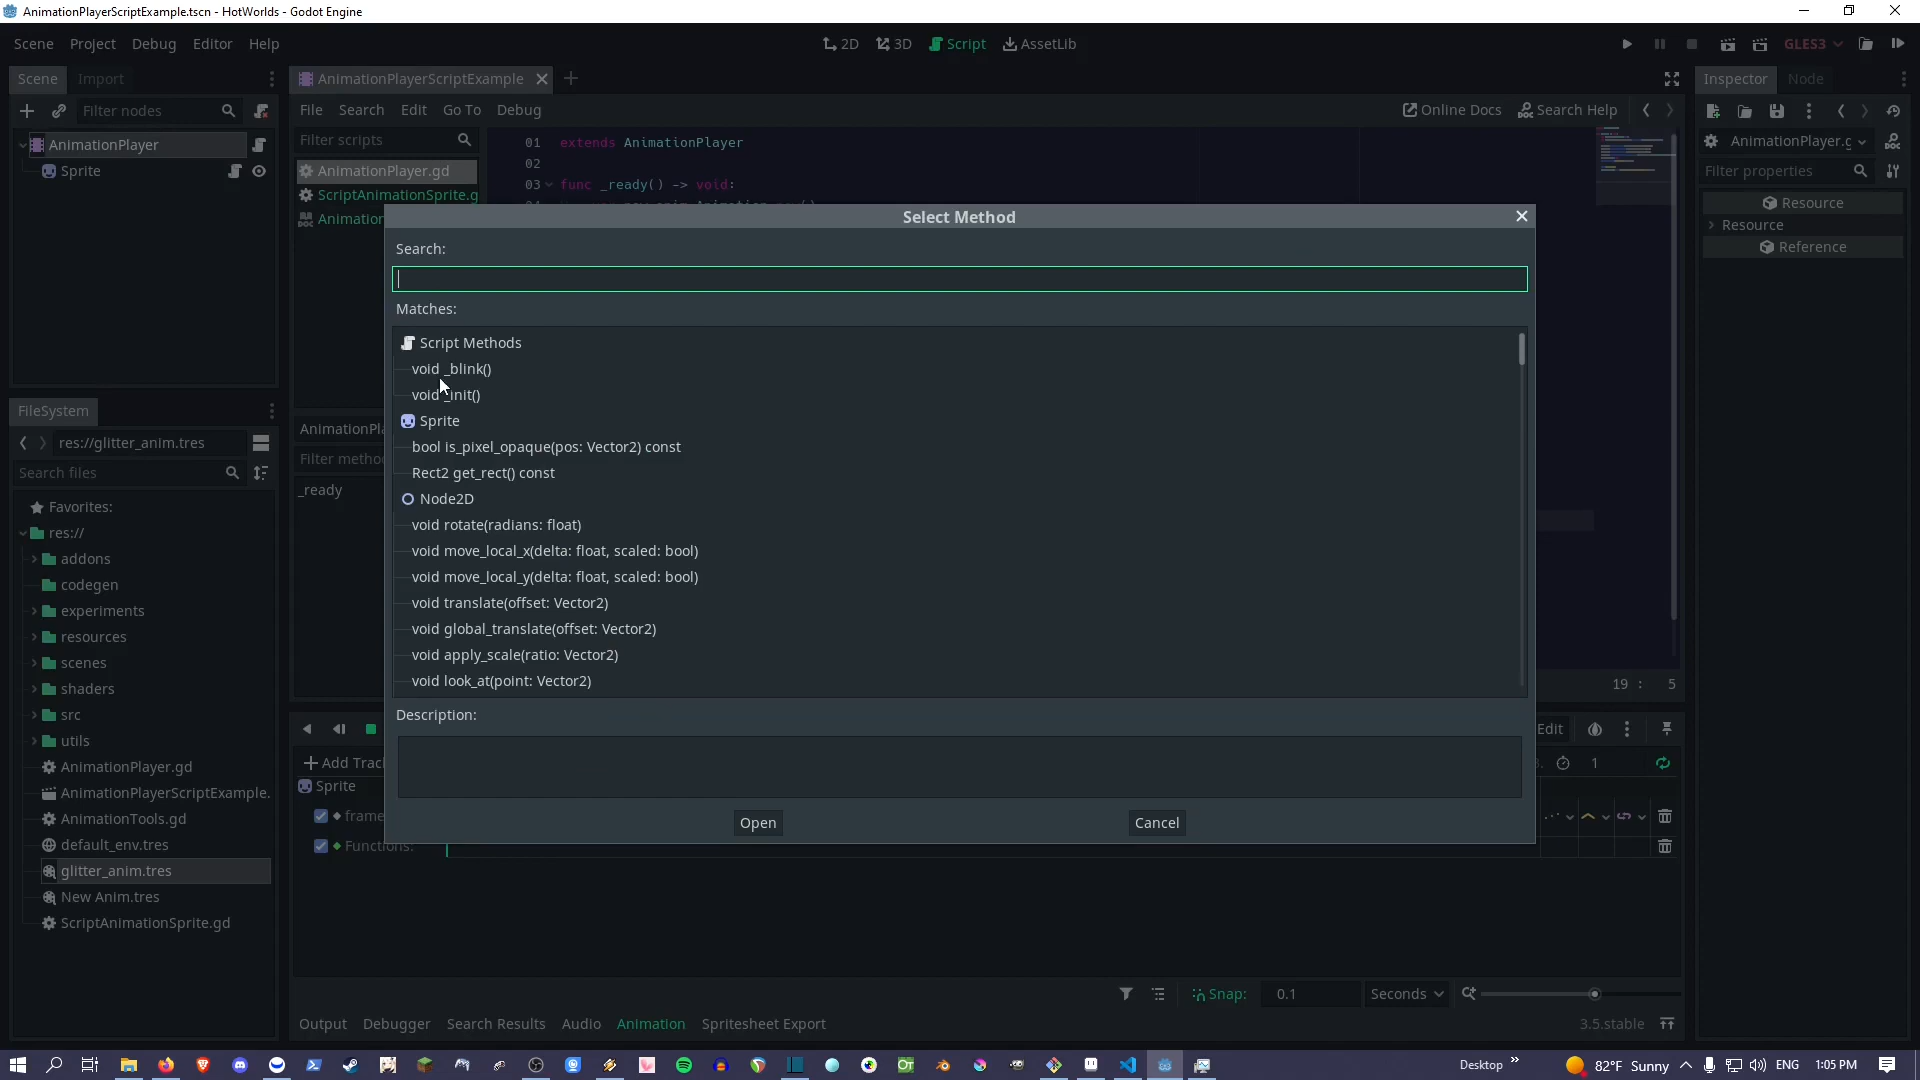 AnimationPlayerScriptExample.tscn - HotWorlds - Godot Engine
Scene Project Debug Editor Help
2D 3D Script AssetLib
GLES3
Scene Import
AnimationPlayerScriptExample
Inspector Node
Filter nodes
File Search Edit Go To Debug
Online Docs Search Help
AnimationPlayer
Sprite
Filter scripts
AnimationPlayer.gd
ScriptAnimationSprite.g
Animation
01 extends AnimationPlayer
02
03 func _ready() -> void:
AnimationPlayer.g
Filter properties
Resource
Resource
Reference
Select Method
Search:
Matches:
Script Methods
void _blink()
void _init()
Sprite
bool is_pixel_opaque(pos: Vector2) const
Rect2 get_rect() const
Node2D
void rotate(radians: float)
void move_local_x(delta: float, scaled: bool)
void move_local_y(delta: float, scaled: bool)
void translate(offset: Vector2)
void global_translate(offset: Vector2)
void apply_scale(ratio: Vector2)
void look_at(point: Vector2)
Description:
Open Cancel
AnimationPl
Filter metho
_ready
19 : 5
FileSystem
res://glitter_anim.tres
Search files
Favorites:
res://
addons
codegen
experiments
resources
scenes
shaders
src
utils
AnimationPlayer.gd
AnimationPlayerScriptExample.
AnimationTools.gd
default_env.tres
glitter_anim.tres
New Anim.tres
ScriptAnimationSprite.gd
Edit
Add Trac
1
Sprite
frame
Functions:
Snap: 0.1 Seconds
Output Debugger Search Results Audio Animation Spritesheet Export
3.5.stable
Desktop 82°F Sunny ENG 1:05 PM